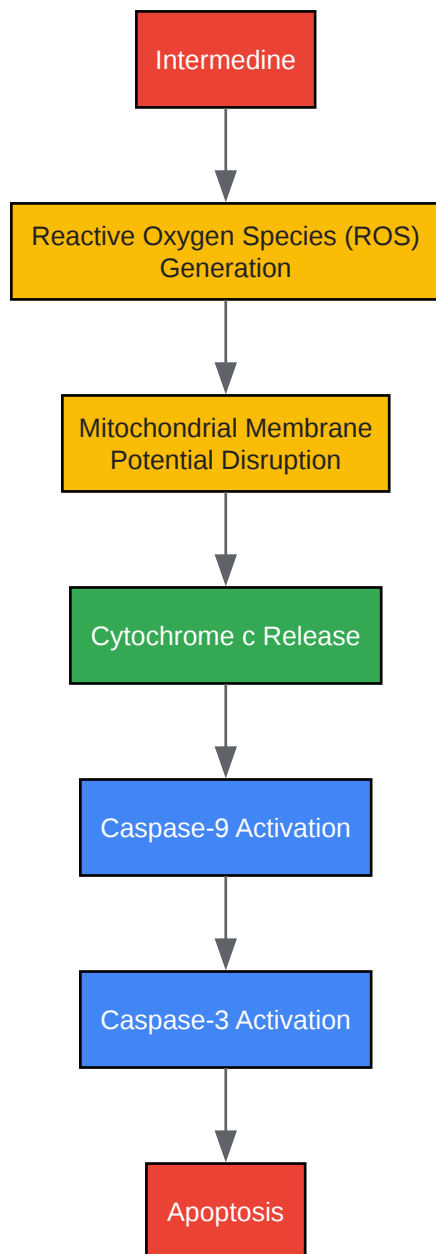 Intermedine
Reactive Oxygen Species (ROS)
Generation
Mitochondrial Membrane
Potential Disruption
Cytochrome c Release
Caspase-9 Activation
Caspase-3 Activation
Apoptosis